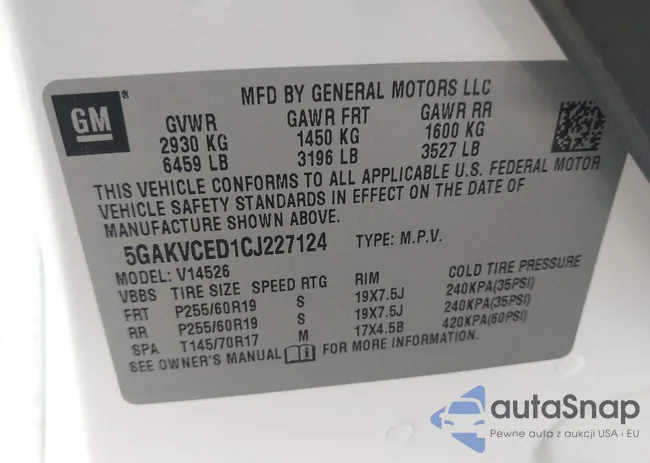 GM®
MFD BY GENERAL MOTORS LLC
GVWR GAWR FRT GAWR RR
2930 KG 1450 KG 1600 KG
6459 LB 3196 LB 3527 LB
THIS VEHICLE CONFORMS TO ALL APPLICABLE U.S. FEDERAL MOTOR
VEHICLE SAFETY STANDARDS IN EFFECT ON THE DATE OF
MANUFACTURE SHOWN ABOVE.
5GAKVCED1CJ227124 TYPE: M.P.V.
MODEL: V14526
VBBS TIRE SIZE SPEED RTG RIM COLD TIRE PRESSURE
FRT P255/60R19 S 19X7.5J 240KPA(35PSI)
RR P255/60R19 S 19X7.5J 240KPA(35PSI)
SPA T145/70R17 M 17X4.5B 420KPA(60PSI)
SEE OWNER'S MANUAL FOR MORE INFORMATION.
autaSnap
Pewne auta z aukcji USA i EU